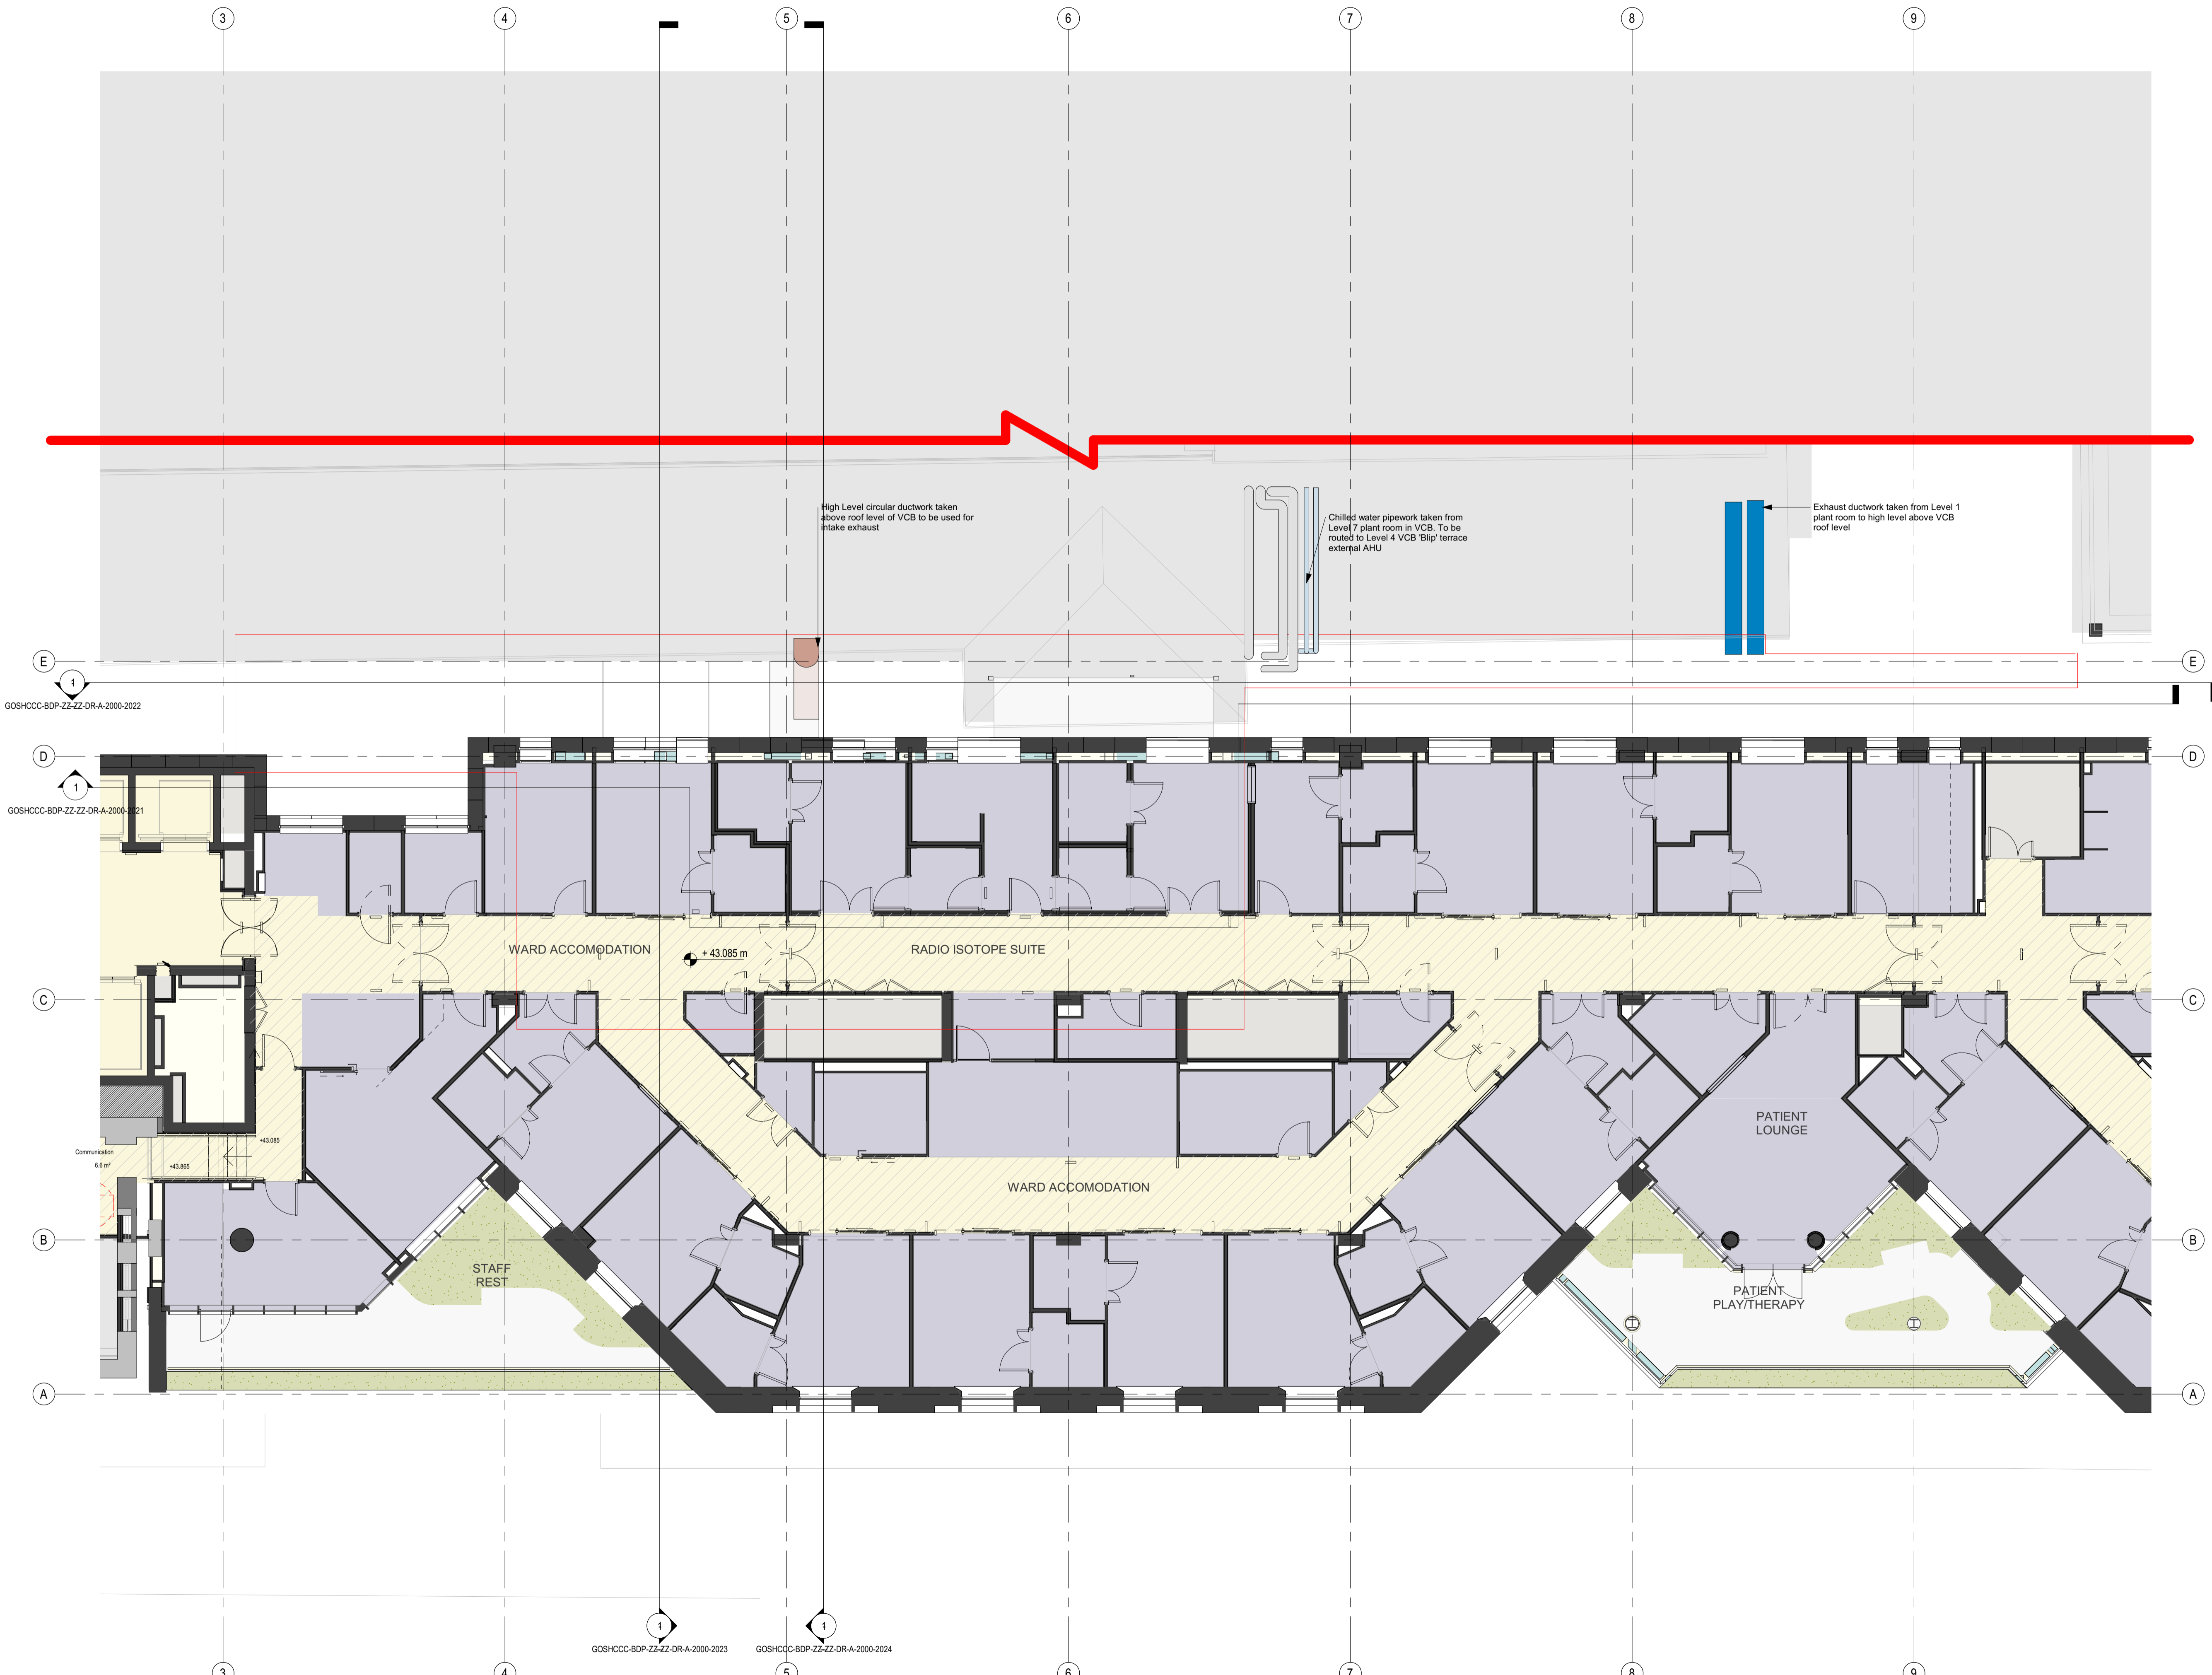 3 4 5 6 7 8 9
High Level circular ductwork taken
above roof level of VCB to be used for
intake exhaust
Chilled water pipework taken from
Level 7 plant room in VCB. To be
routed to Level 4 VCB 'Blip' terrace
external AHU
Exhaust ductwork taken from Level 1
plant room to high level above VCB
roof level
E E
1
GOSHCCC-BDP-ZZ-ZZ-DR-A-2000-2022
D D
1
GOSHCCC-BDP-ZZ-ZZ-DR-A-2000-2021
WARD ACCOMODATION
+ 43.085 m
RADIO ISOTOPE SUITE
C C
PATIENT
LOUNGE
+43.085
Communication
6.6 m²
+43.865
WARD ACCOMODATION
B B
STAFF
REST
PATIENT
PLAY/THERAPY
A A
1 1
GOSHCCC-BDP-ZZ-ZZ-DR-A-2000-2023
GOSHCCC-BDP-ZZ-ZZ-DR-A-2000-2024
3 4 5 6 7 8 9